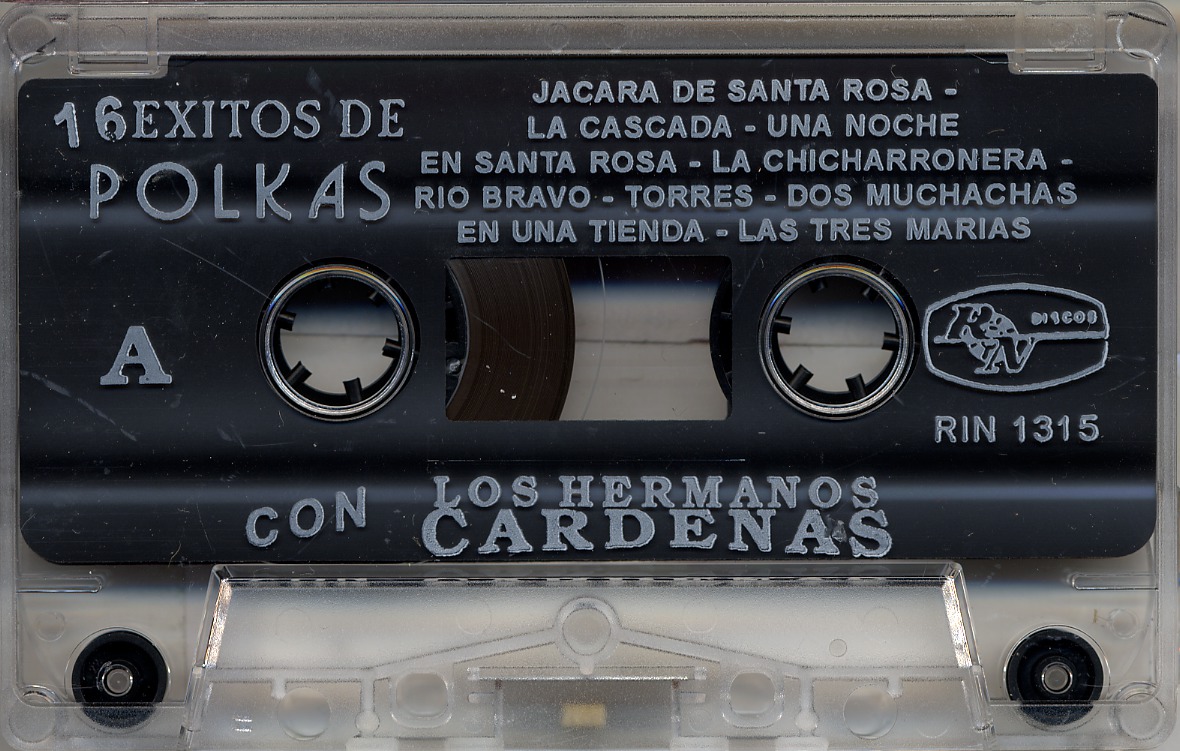 16 EXITOS DE
POLKAS
JACARA DE SANTA ROSA -
LA CASCADA - UNA NOCHE
EN SANTA ROSA - LA CHICHARRONERA -
RIO BRAVO - TORRES - DOS MUCHACHAS
EN UNA TIENDA - LAS TRES MARIAS
A
DISCOS
RIN
RIN 1315
CON
LOS HERMANOS
CARDENAS